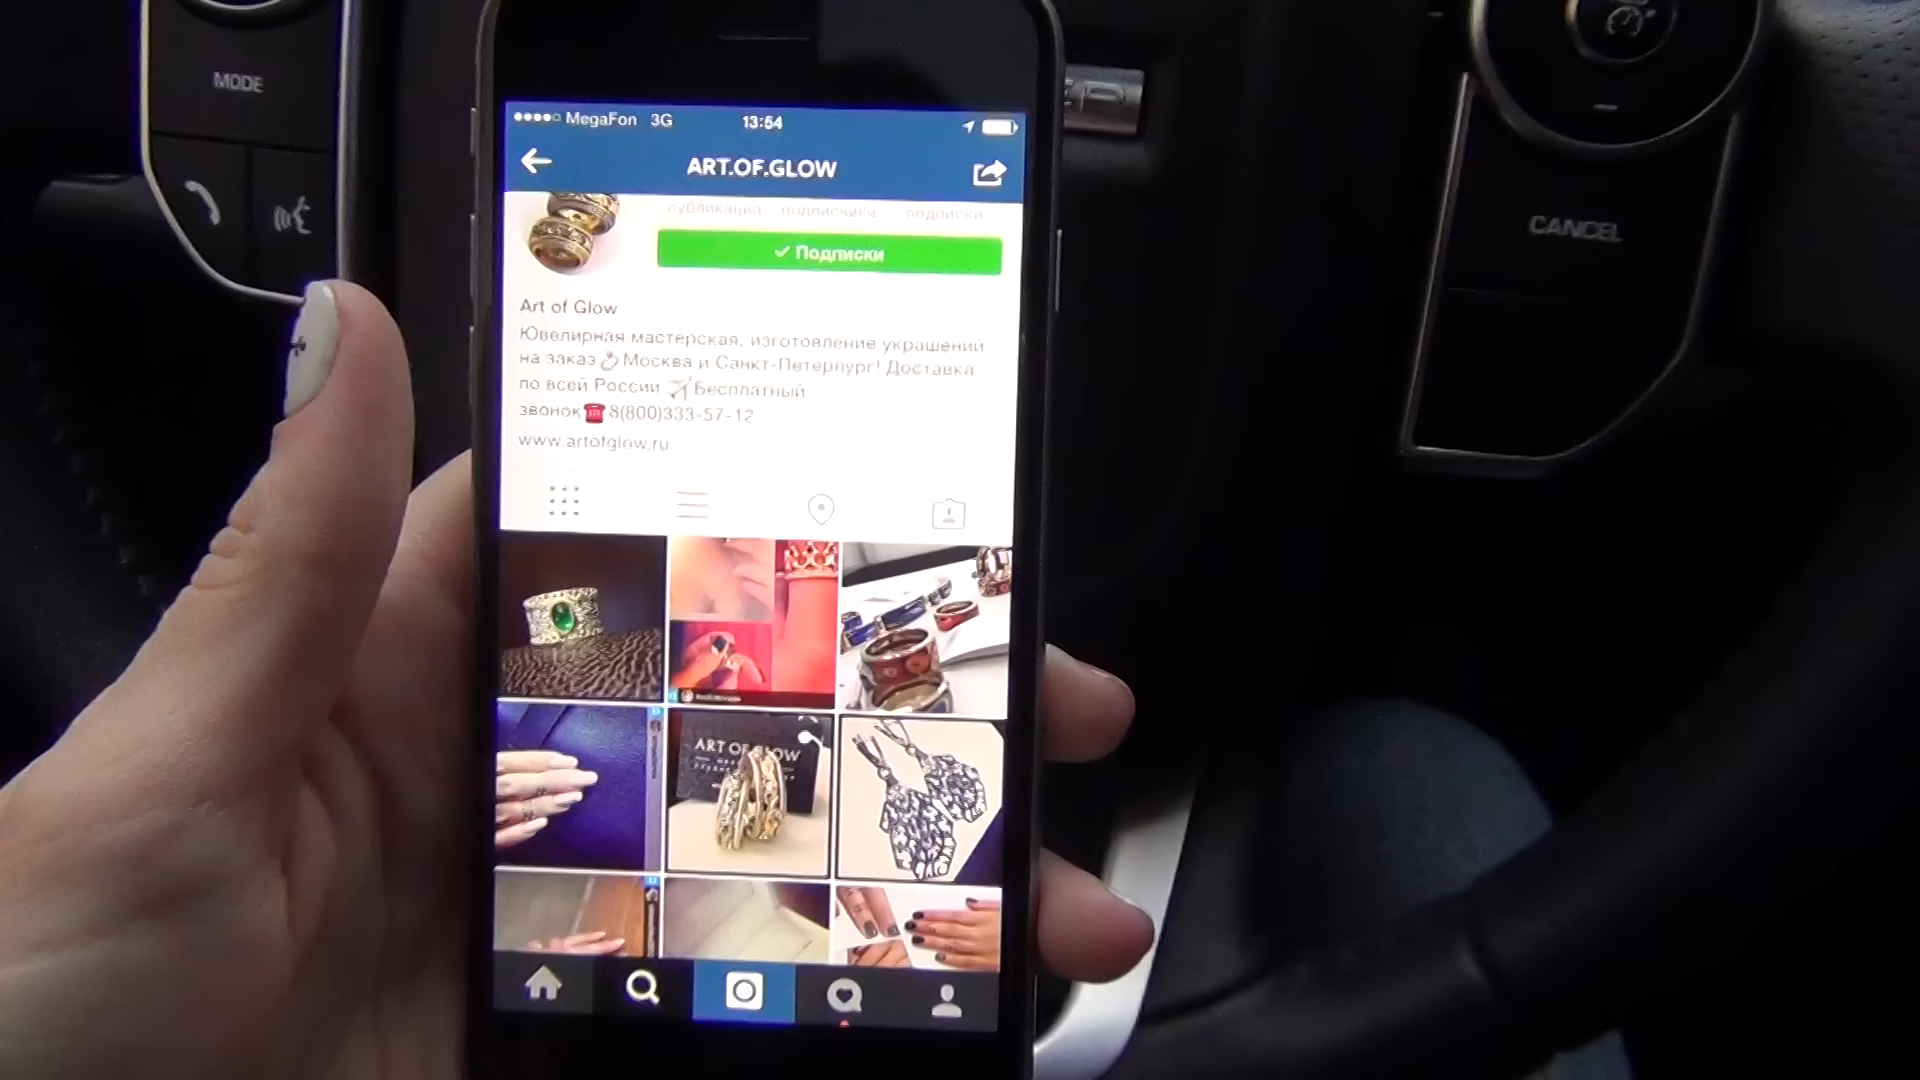 MODE
MegaFon 3G 13:54
ART.OF.GLOW
публикации подписчики подписки
✓ Подписки
Art of Glow
Ювелирная мастерская, изготовление украшений
на заказ 💍 Москва и Санкт-Петербург! Доставка
по всей России ✈ Бесплатный
звонок ☎ 8(800)333-57-12
www.artofglow.ru
ART OF GLOW
CANCEL